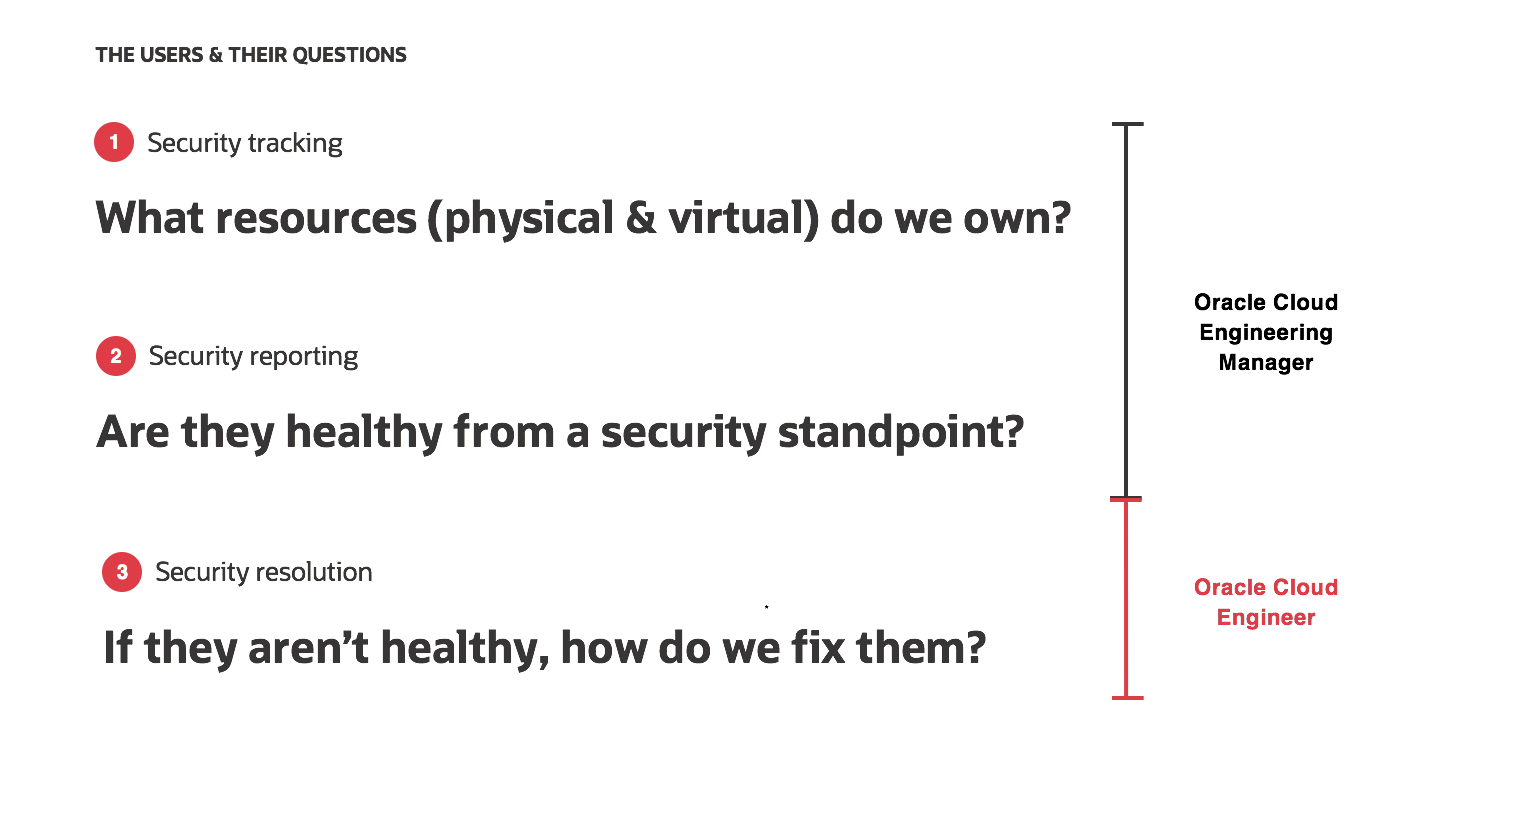 THE USERS & THEIR QUESTIONS
1 Security tracking
What resources (physical & virtual) do we own?
2 Security reporting
Are they healthy from a security standpoint?
3 Security resolution
If they aren’t healthy, how do we fix them?
Oracle Cloud
Engineering
Manager
Oracle Cloud
Engineer